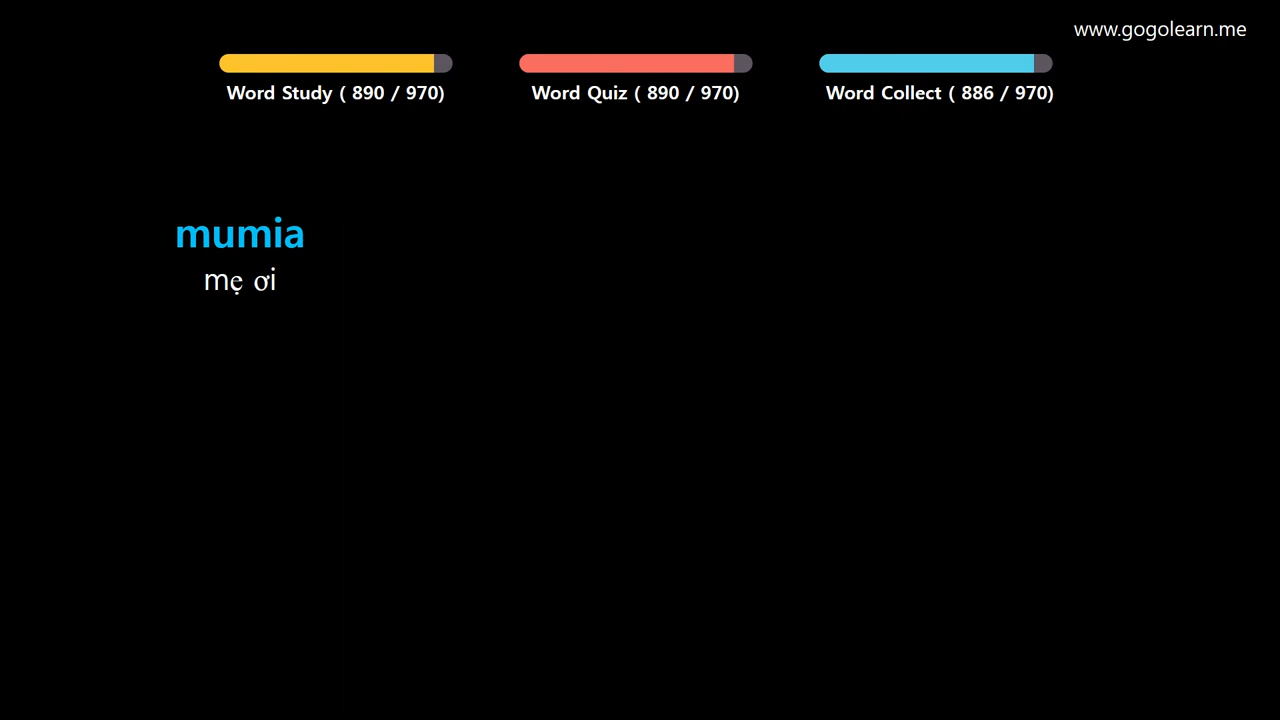 www.gogolearn.me
Word Study ( 890 / 970)
Word Quiz ( 890 / 970)
Word Collect ( 886 / 970)
mumia
mẹ ơi